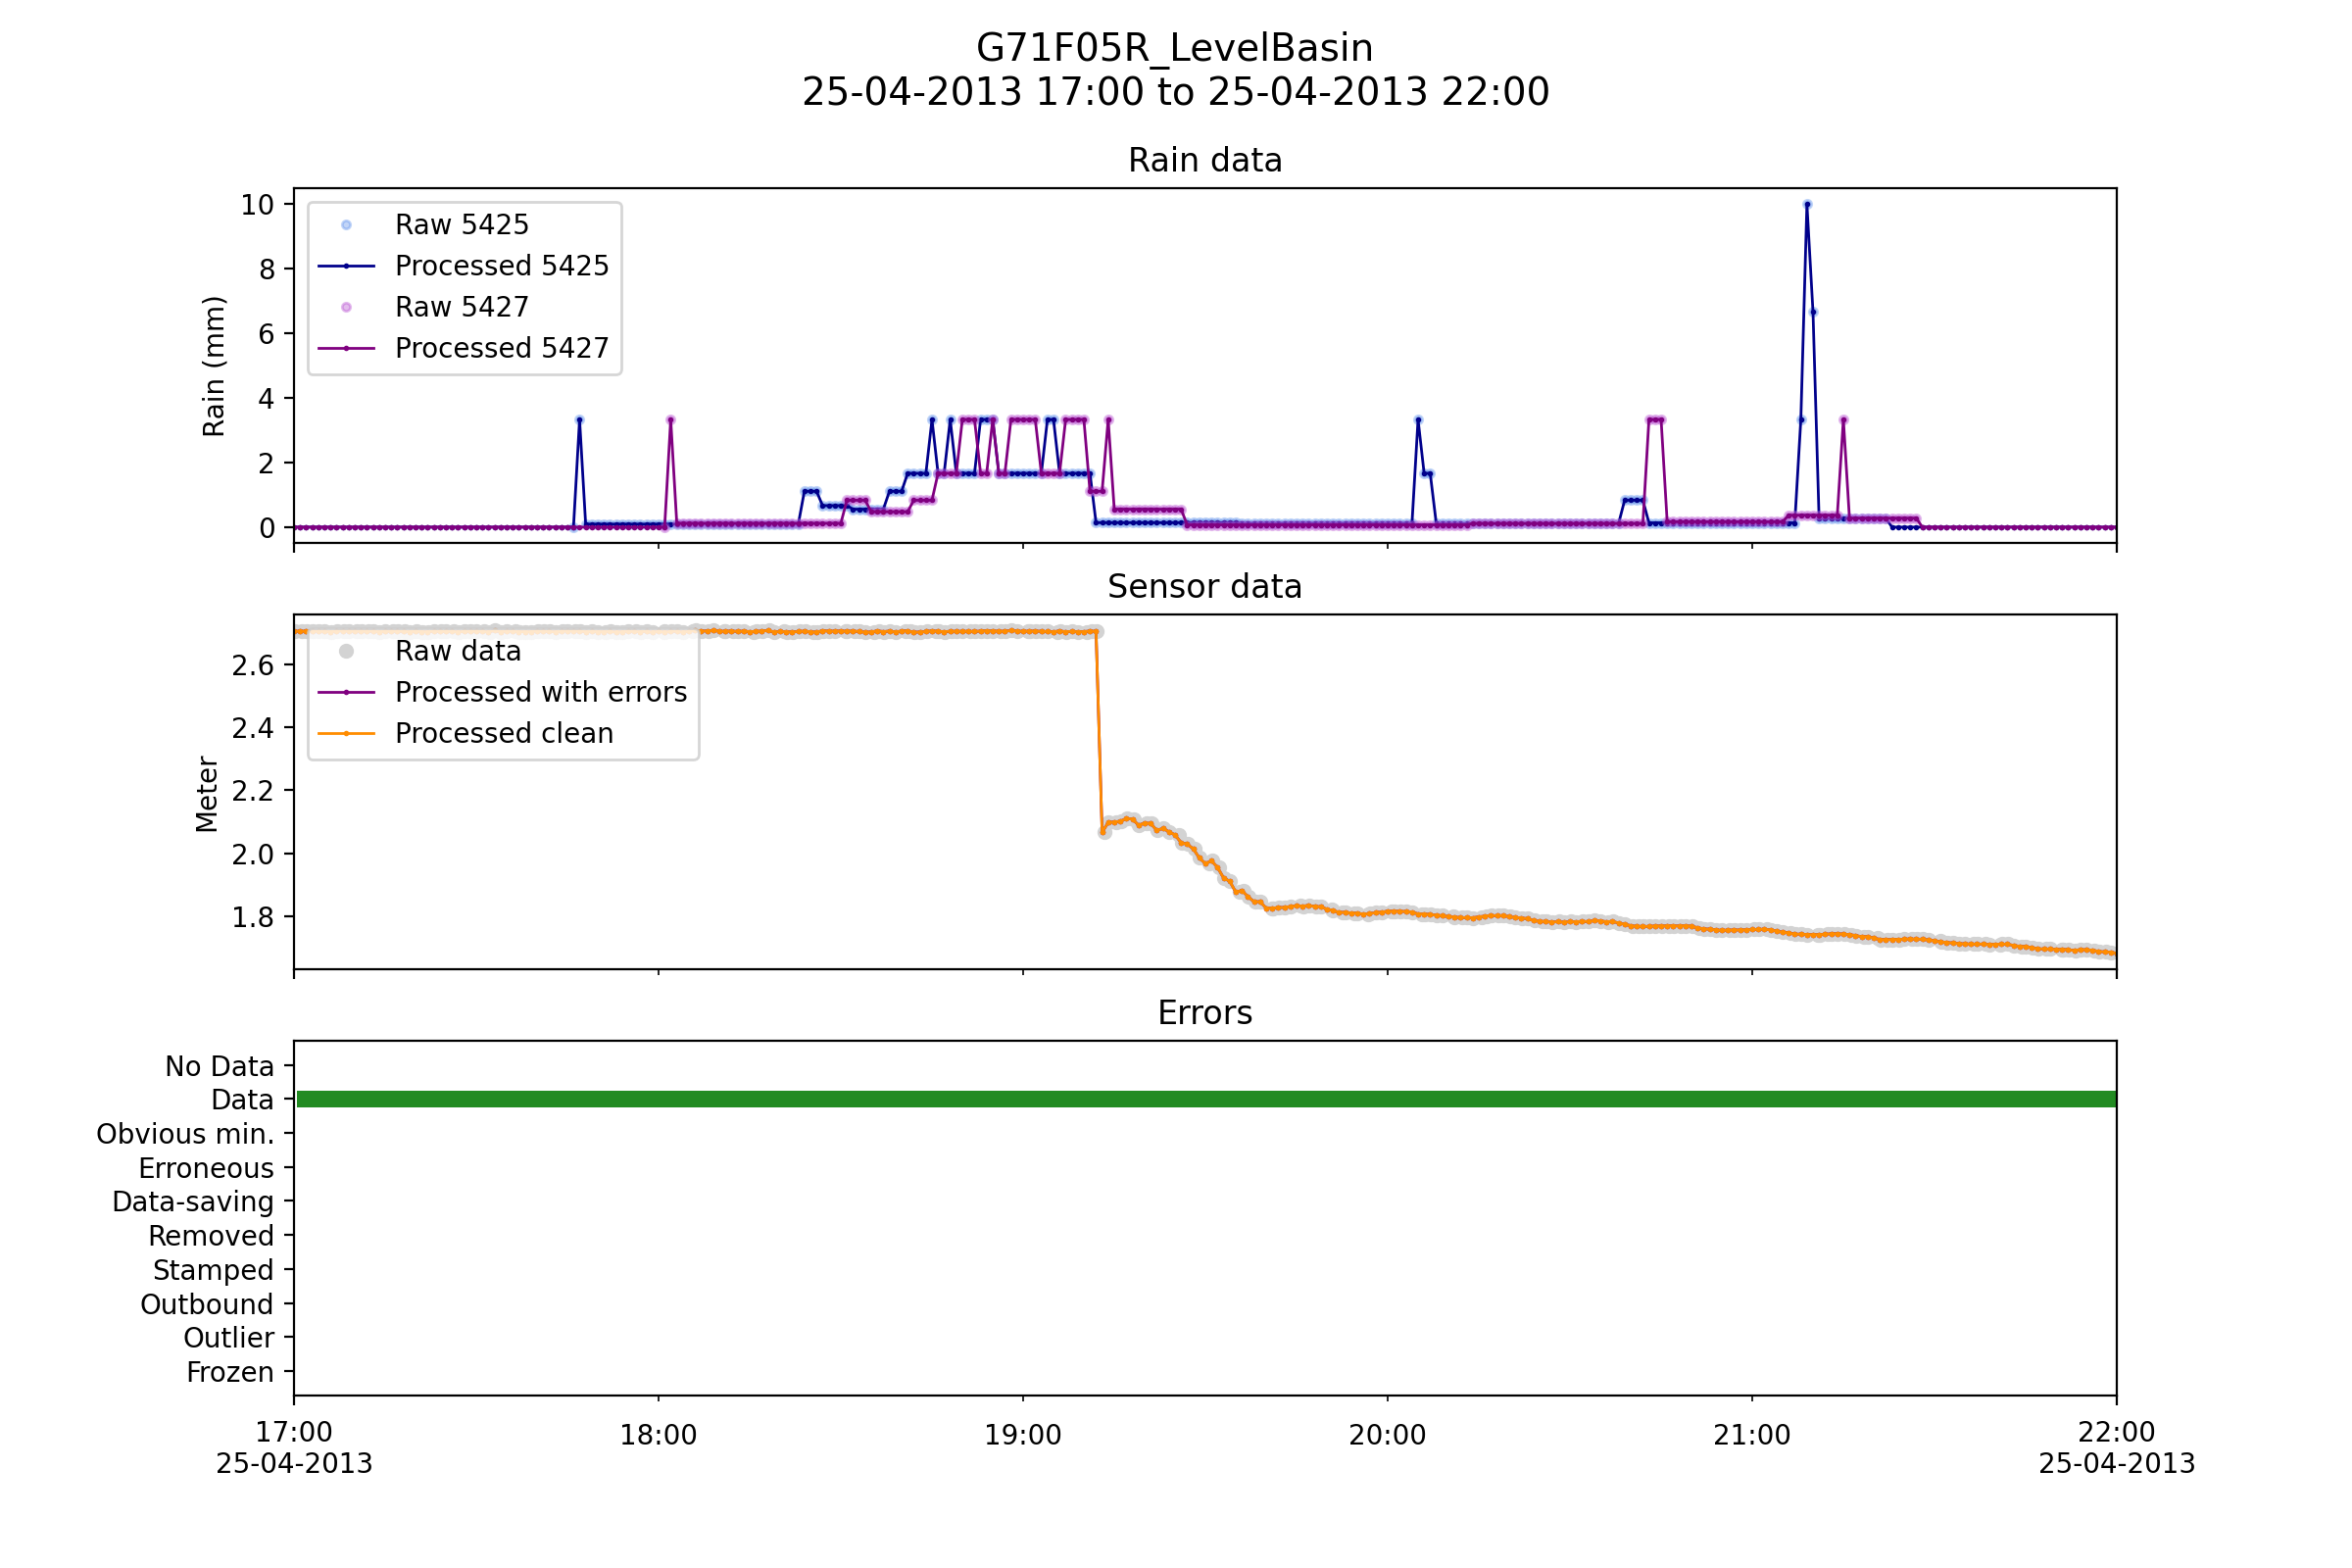 G71F05R_LevelBasin
25-04-2013 17:00 to 25-04-2013 22:00
Rain data
10
8
6
4
2
0
Rain (mm)
Raw 5425
Processed 5425
Raw 5427
Processed 5427
Sensor data
2.6
2.4
2.2
2.0
1.8
Meter
Raw data
Processed with errors
Processed clean
Errors
No Data
Data
Obvious min.
Erroneous
Data-saving
Removed
Stamped
Outbound
Outlier
Frozen
17:00 18:00 19:00 20:00 21:00 22:00
25-04-2013 25-04-2013